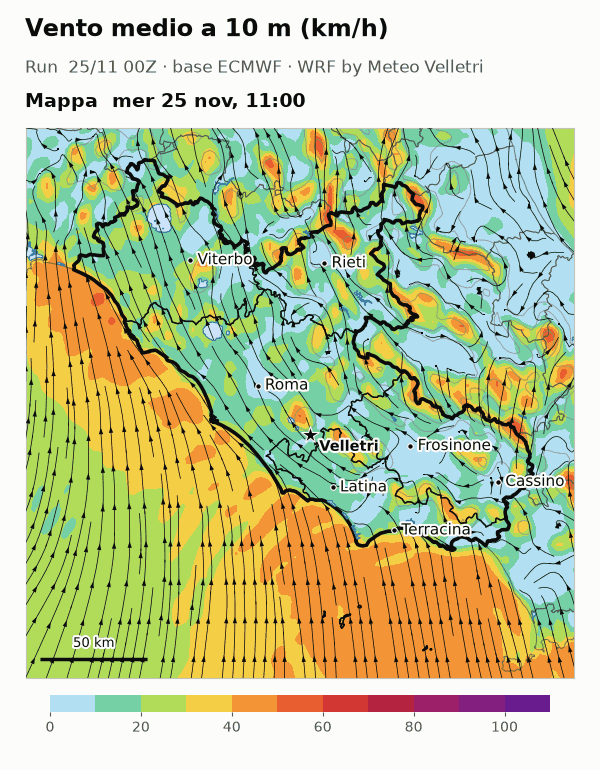 Vento medio a 10 m (km/h)
Run  25/11 00Z · base ECMWF · WRF by Meteo Velletri
Mappa  mer 25 nov, 11:00
Viterbo
Rieti
Roma
Velletri
Frosinone
Cassino
Latina
Terracina
50 km
0 20 40 60 80 100